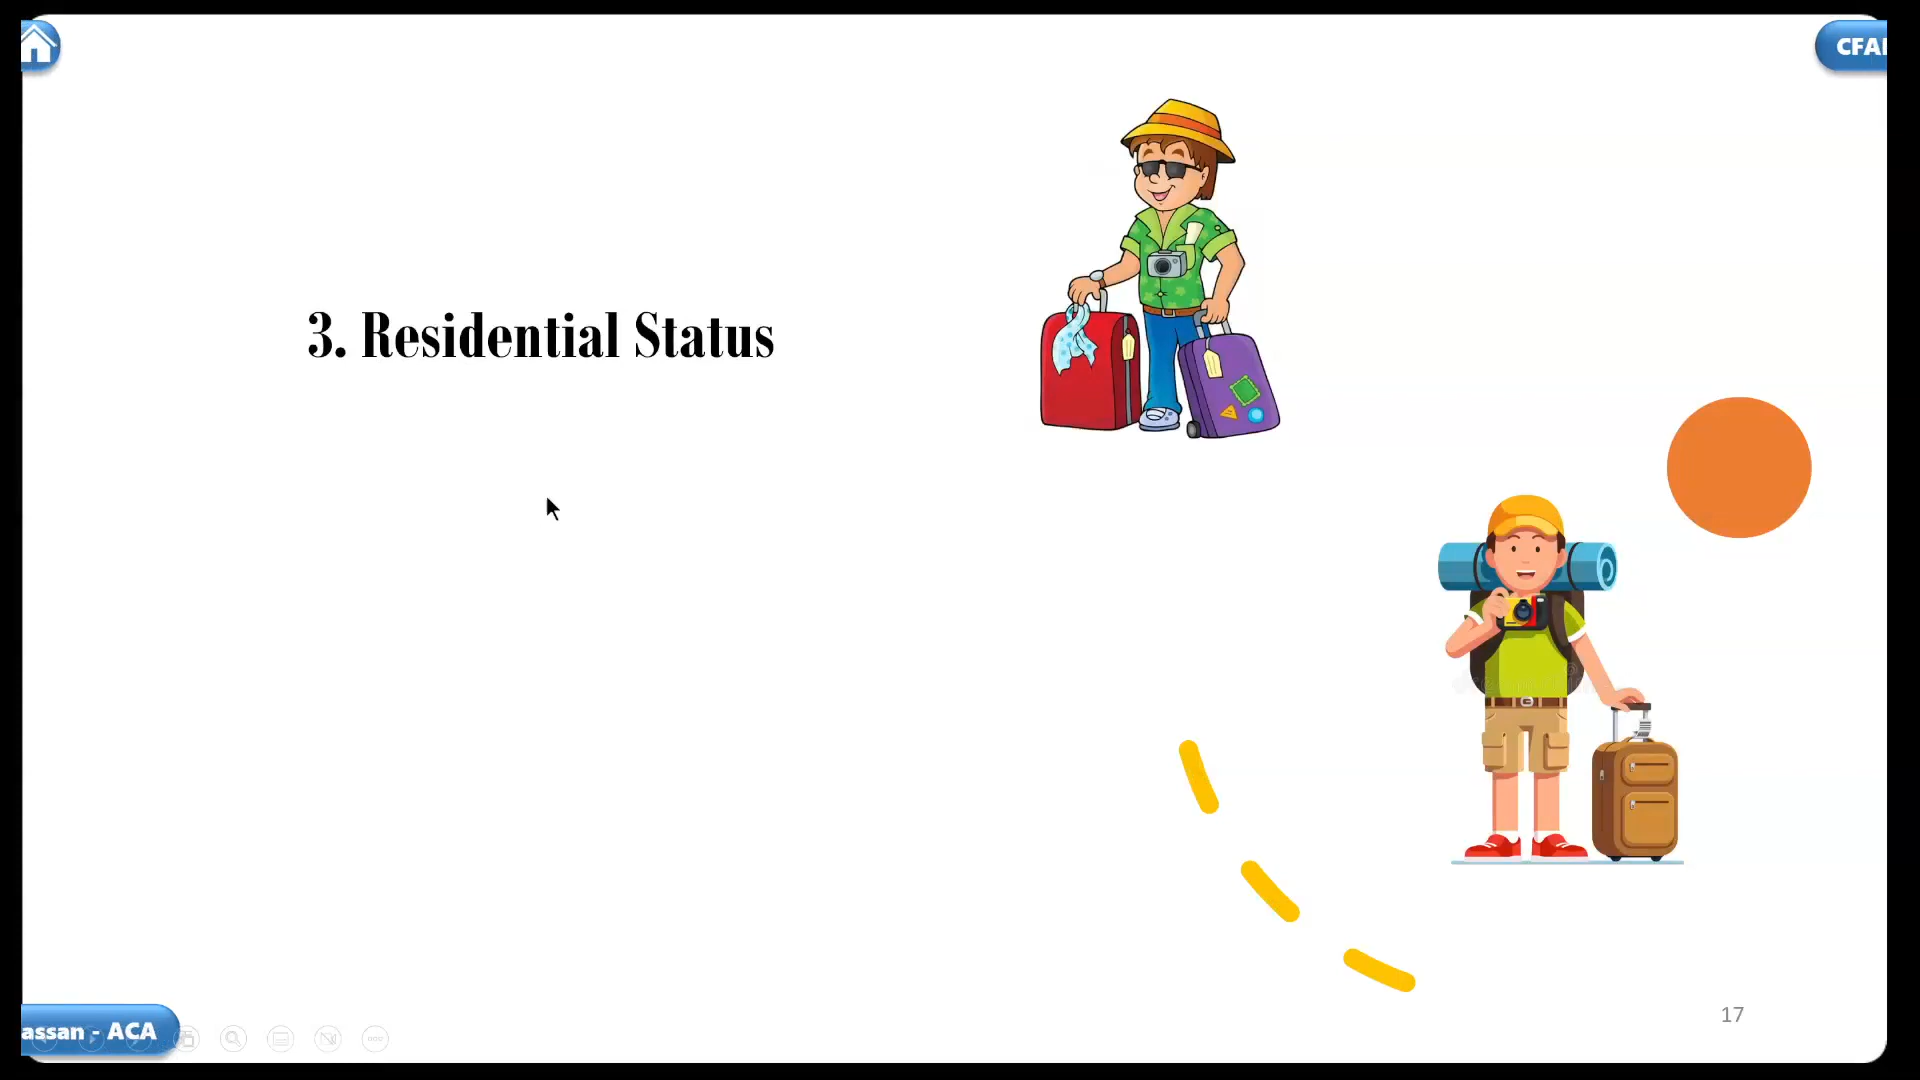 CFA
3. Residential Status
17
assan - ACA